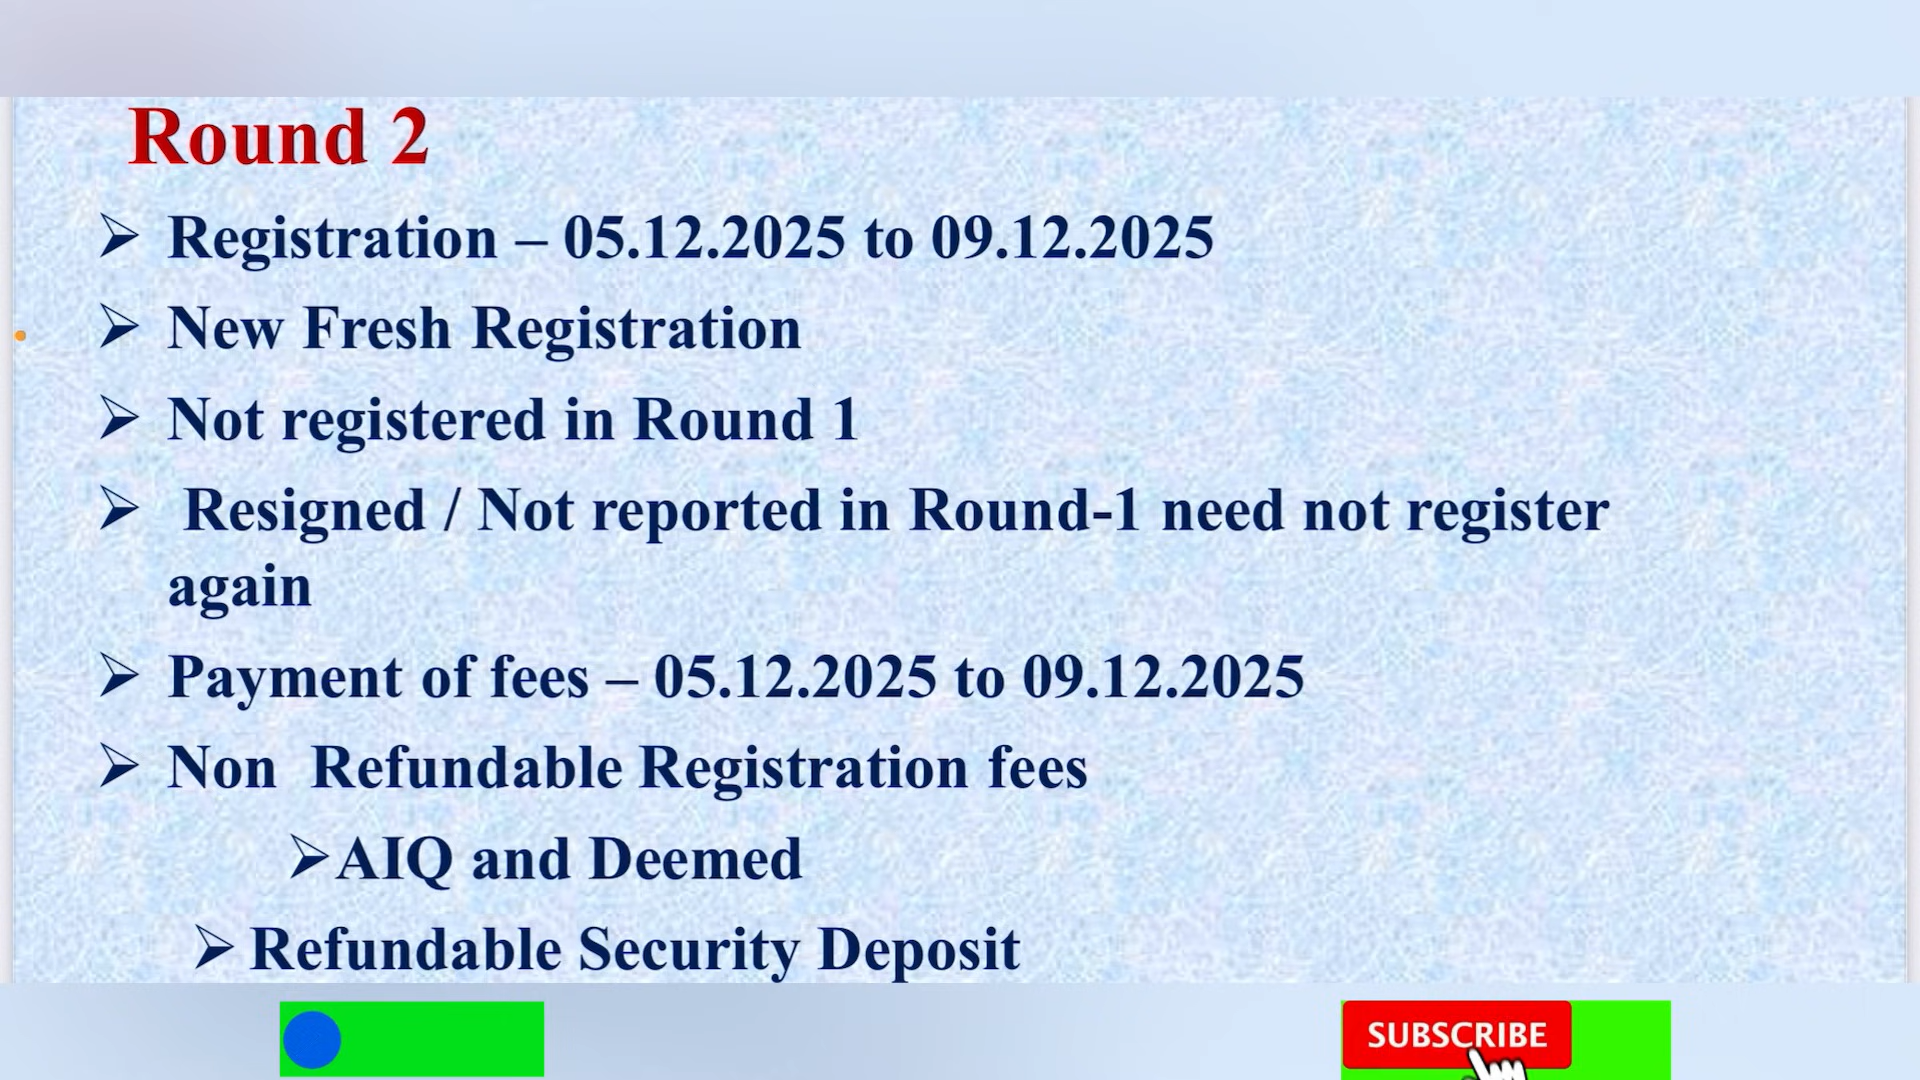 Round 2
➢ Registration – 05.12.2025 to 09.12.2025
➢ New Fresh Registration
➢ Not registered in Round 1
➢ Resigned / Not reported in Round-1 need not register
again
➢ Payment of fees – 05.12.2025 to 09.12.2025
➢ Non Refundable Registration fees
➢AIQ and Deemed
➢ Refundable Security Deposit
SUBSCRIBE